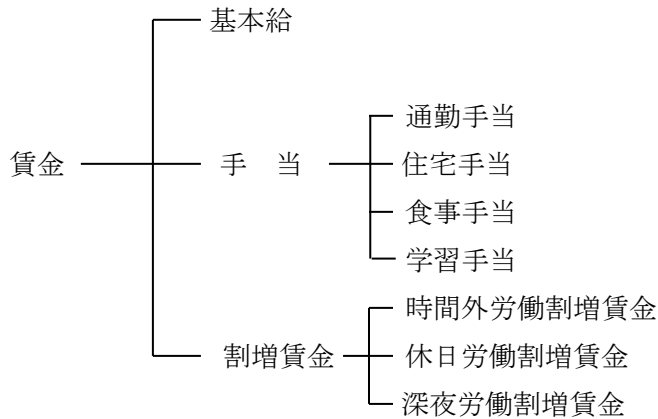 基本給
通勤手当
賃金 手 当 住宅手当
食事手当
学習手当
時間外労働割増賃金
割増賃金 休日労働割増賃金
深夜労働割増賃金